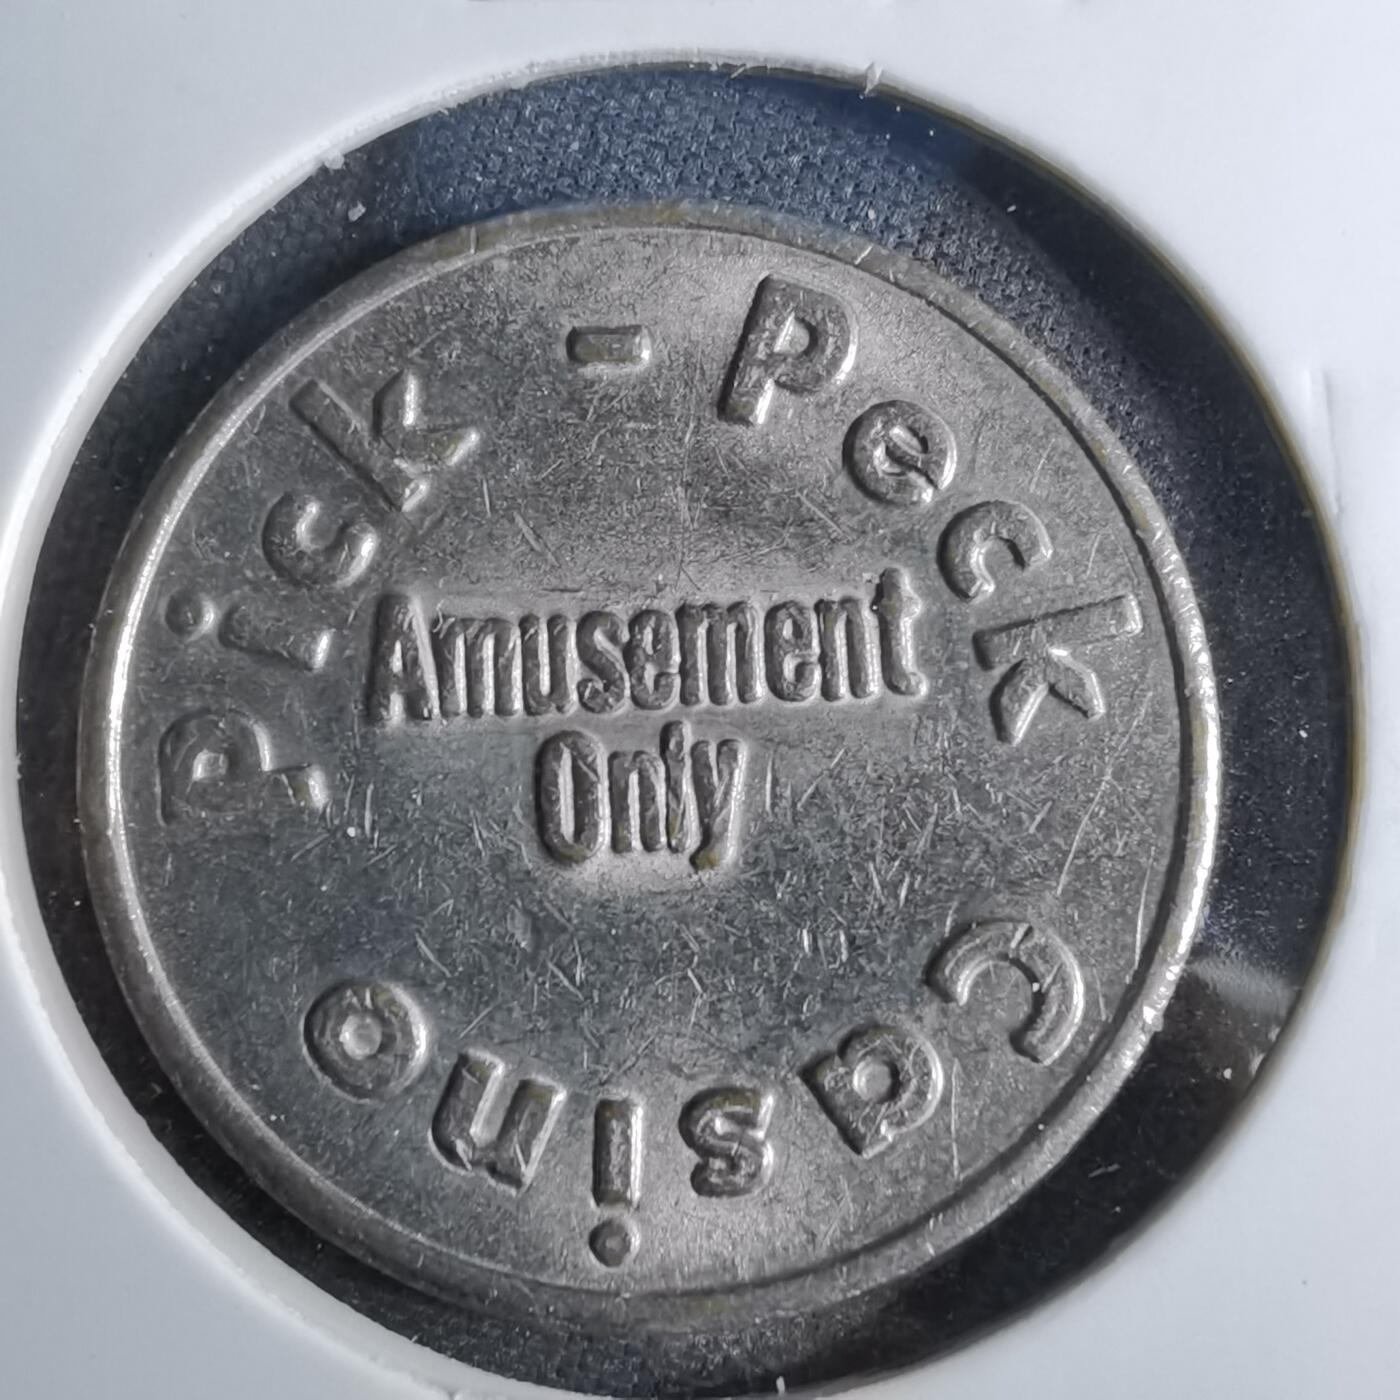 Pick - Peck
Amusement
Only
Casino